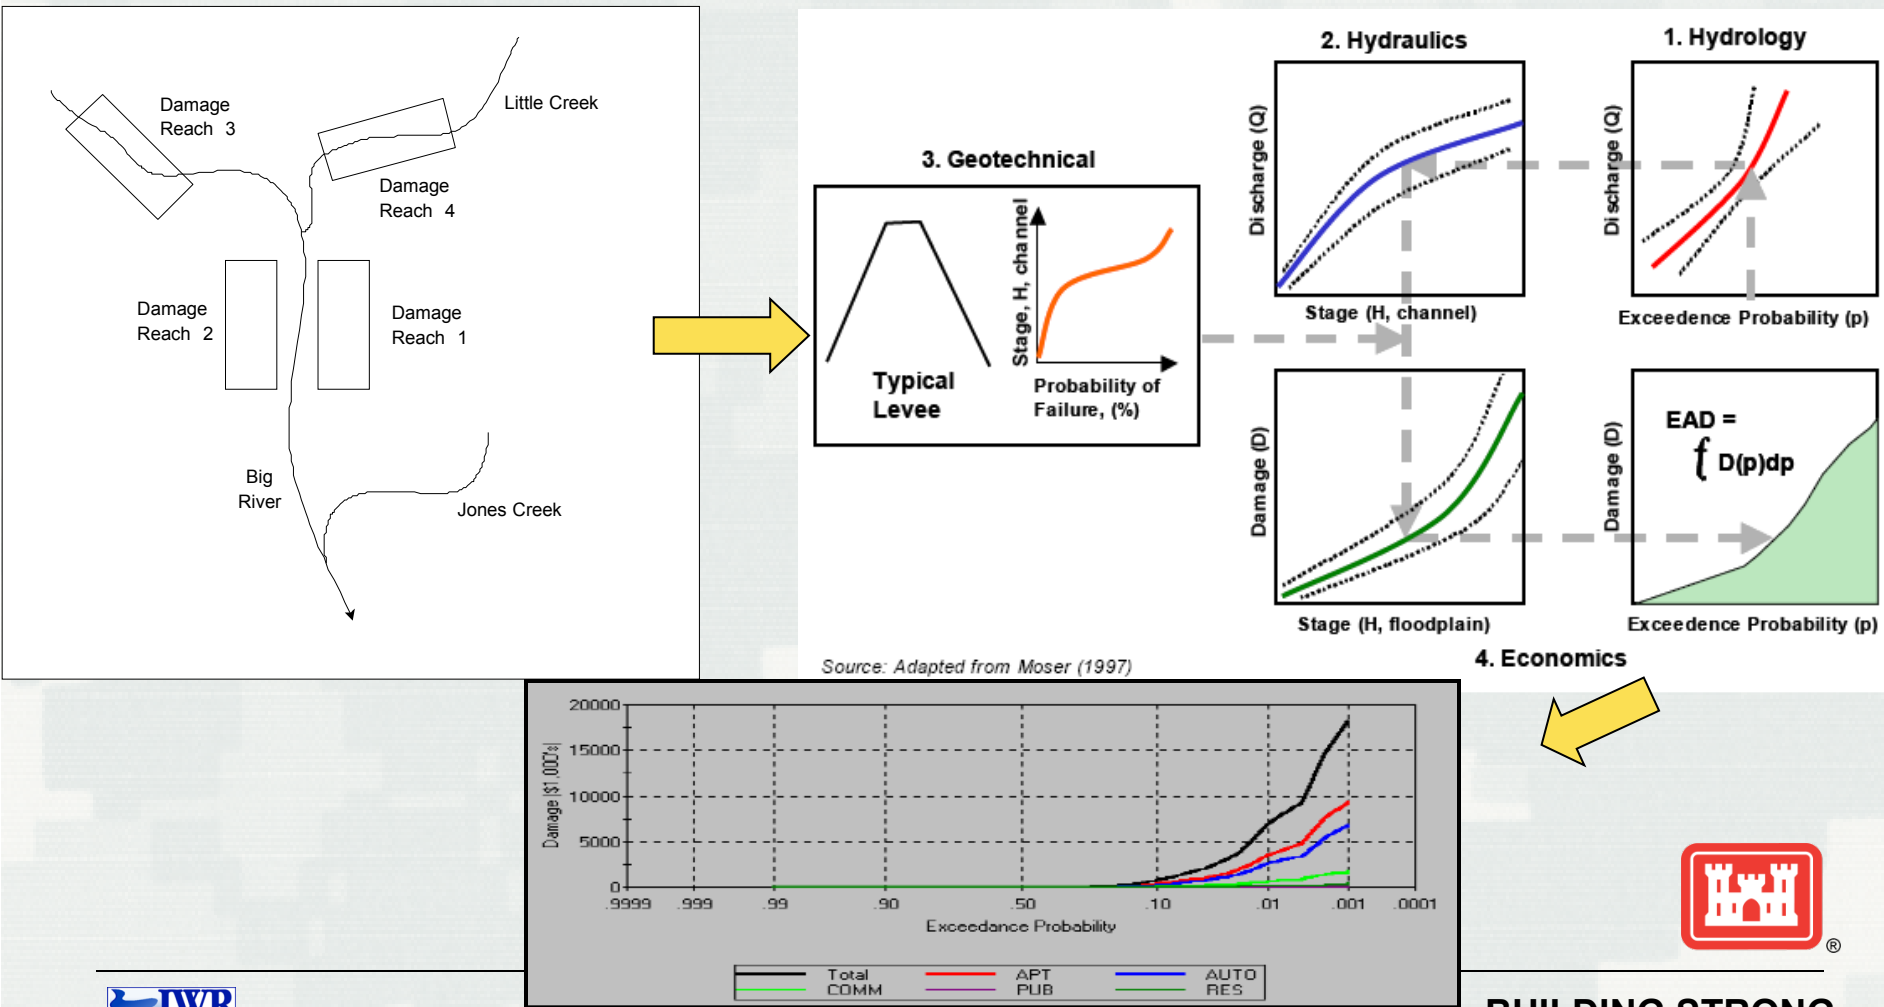 Damage
Reach 3
Little Creek
Damage
Reach 4
Damage
Reach 2
Damage
Reach 1
Big
River
Jones Creek
3. Geotechnical
Typical
Levee
Stage, H, channel
Probability of
Failure, (%)
2. Hydraulics
Discharge (Q)
Stage (H, channel)
1. Hydrology
Discharge (Q)
Exceedence Probability (p)
Damage (D)
Stage (H, floodplain)
Damage (D)
EAD =
∫ D(p)dp
Exceedence Probability (p)
4. Economics
Source: Adapted from Moser (1997)
Damage ($1,000's)
20000
15000
10000
5000
0
.9999 .999 .99 .90 .50 .10 .01 .001 .0001
Exceedance Probability
Total APT AUTO
COMM PUB RES
®
IWR
BUILDING STRONG